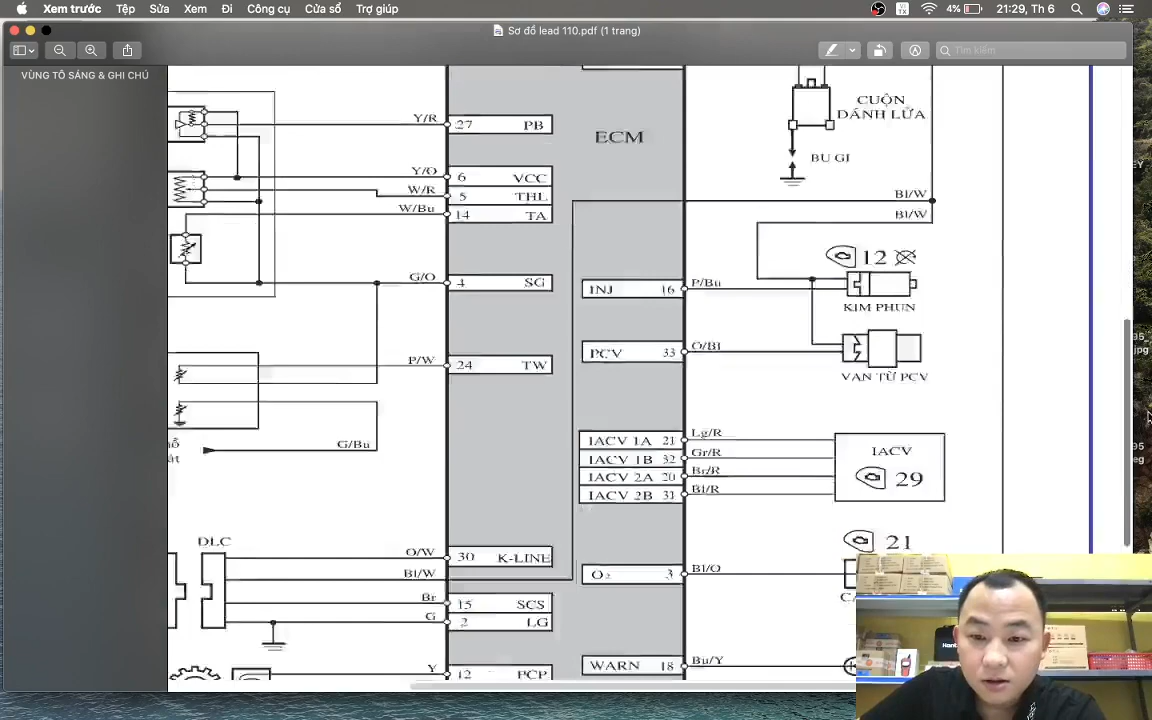 Xem trước Tệp Sửa Xem Đi Công cụ Cửa sổ Trợ giúp 4% 21:29, Th 6
Sơ đồ lead 110.pdf (1 trang)
Tìm kiếm
VÙNG TÔ SÁNG & GHI CHÚ
ECM
CUỘN
DÁNH LỬA
BU GI
Y/R 27 PB
Y/O 6 VCC
W/R 5 THL
W/Bu 14 TA
G/O 4 SG
P/W 24 TW
G/Bu
Bl/W
Bl/W
12
INJ 16 P/Bu
KIM PHUN
PCV 33 O/Bl
VAN TỪ PCV
IACV 1A 21 Lg/R
IACV 1B 32 Gr/R
IACV 2A 20 Br/R
IACV 2B 31 Bl/R
IACV
29
DLC
O/W 30 K-LINE
Bl/W
Br 15 SCS
G 2 LG
Y 12 PCP
21
O₂ 3 Bl/O
WARN 18 Bu/Y